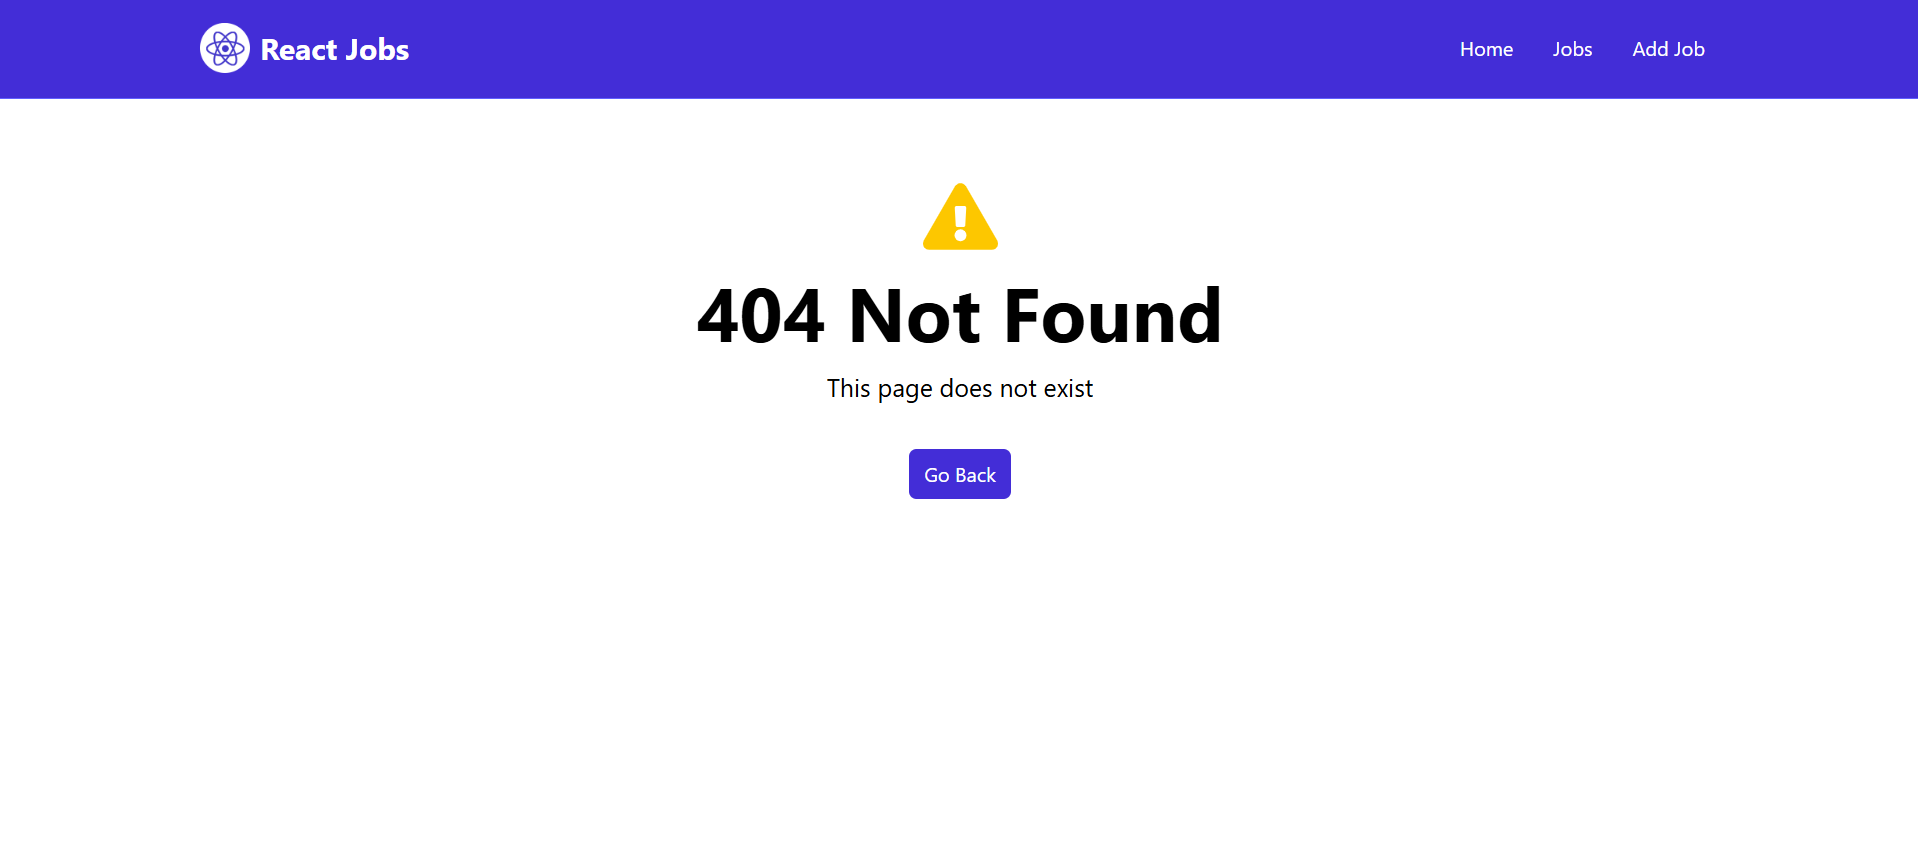 React Jobs
Home Jobs Add Job
404 Not Found
This page does not exist
Go Back